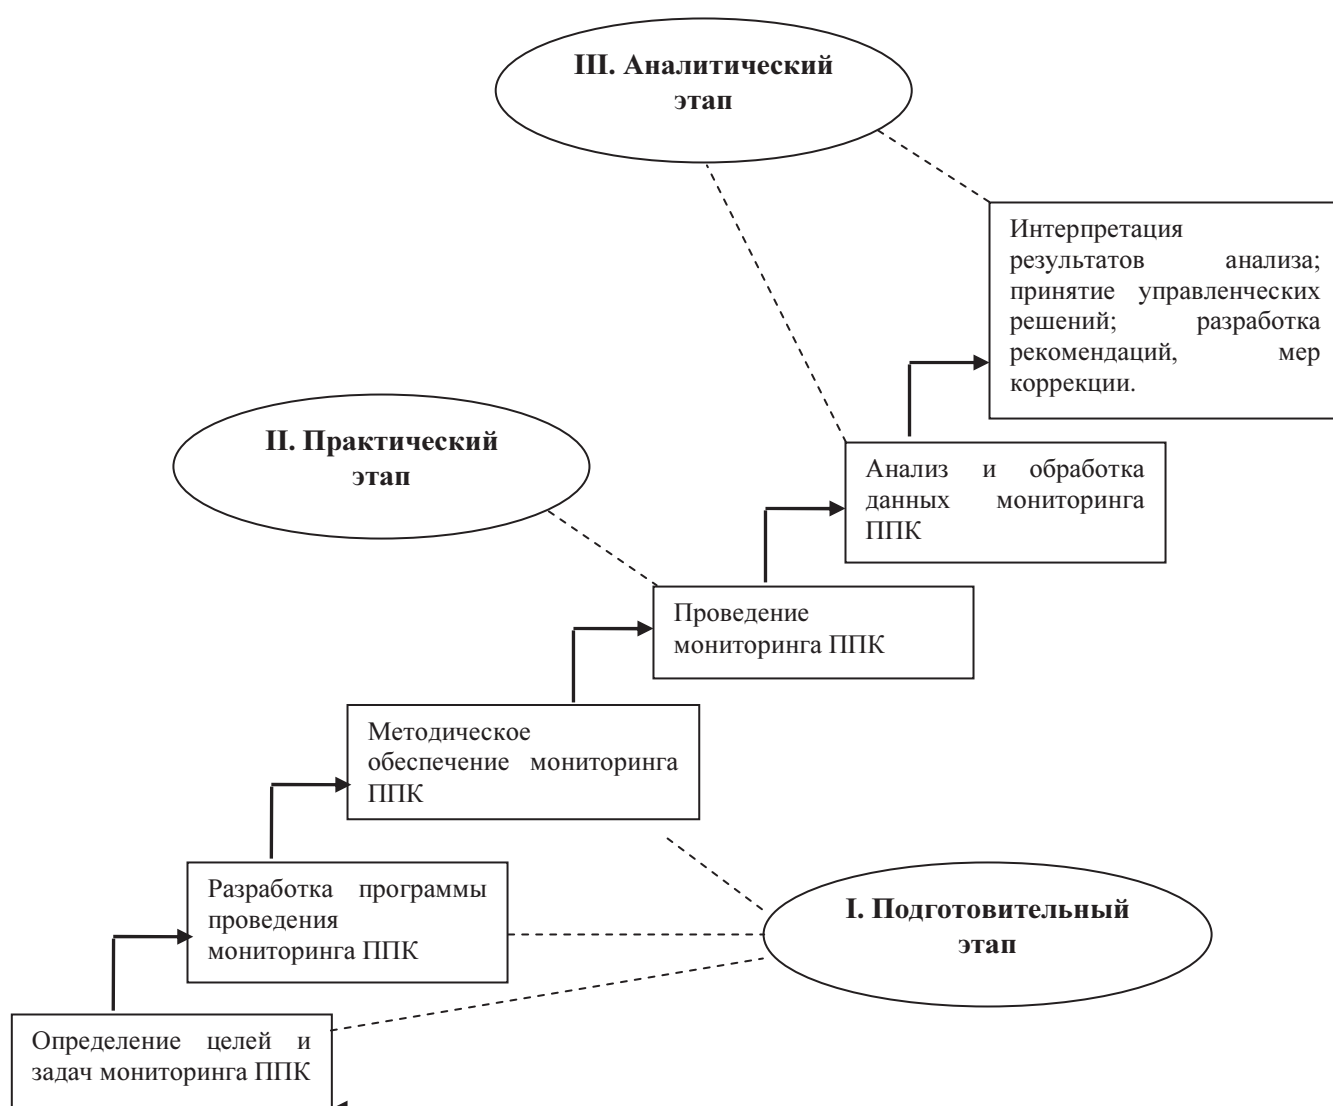 III. Аналитический
этап
Интерпретация
результатов анализа;
принятие управленческих
решений; разработка
рекомендаций, мер
коррекции.
II. Практический
этап
Анализ и обработка
данных мониторинга
ППК
Проведение
мониторинга ППК
Методическое
обеспечение мониторинга
ППК
Разработка программы
проведения
мониторинга ППК
I. Подготовительный
этап
Определение целей и
задач мониторинга ППК